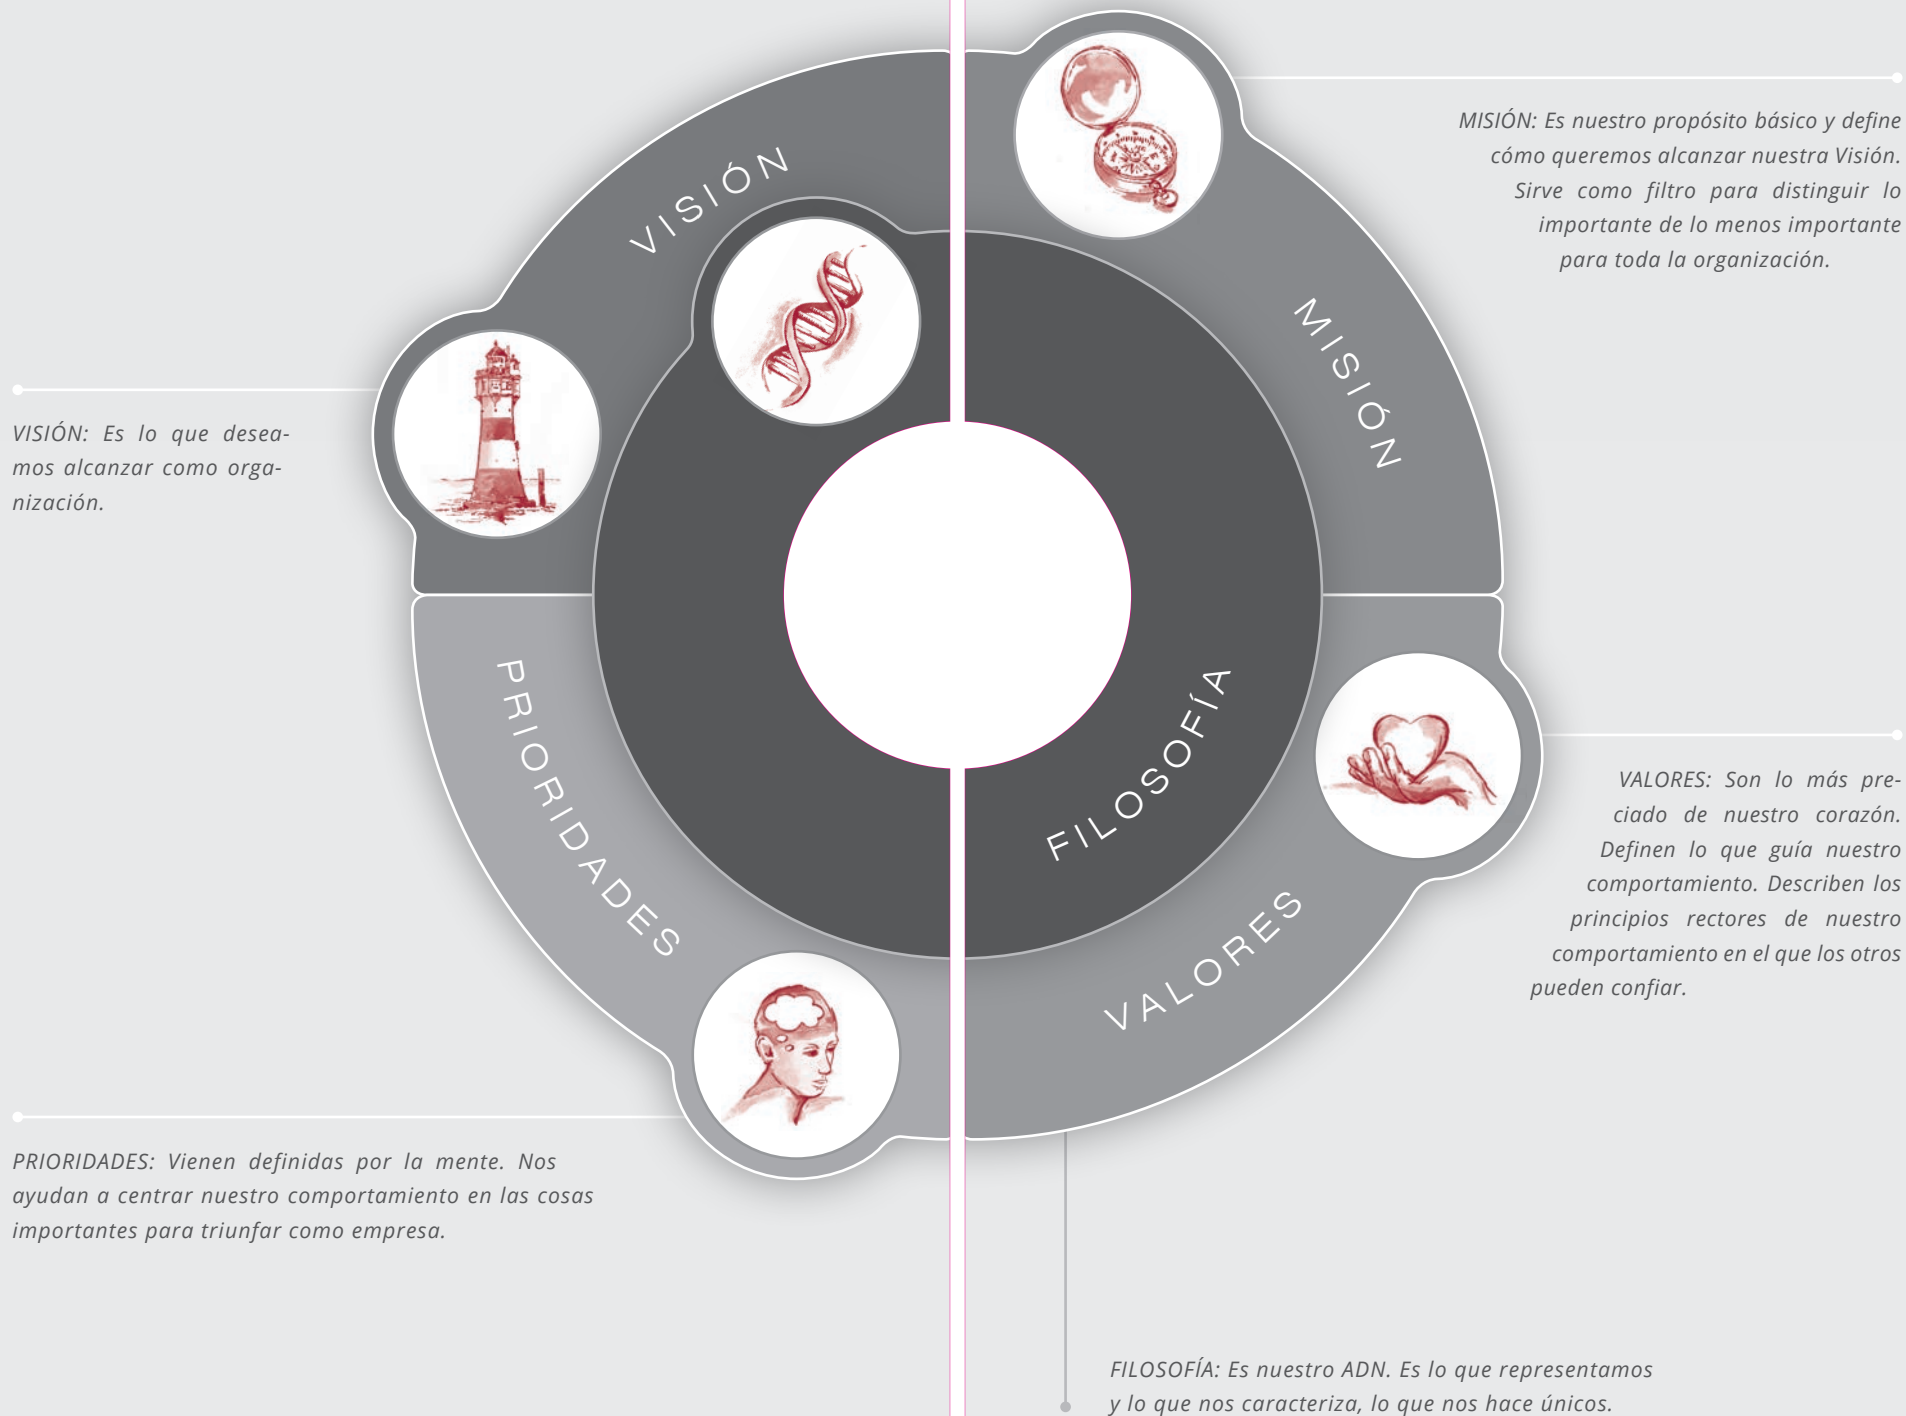 VISIÓN
MISIÓN
PRIORIDADES
FILOSOFÍA
VALORES
MISIÓN: Es nuestro propósito básico y define
cómo queremos alcanzar nuestra Visión.
Sirve como filtro para distinguir lo
importante de lo menos importante
para toda la organización.
VISIÓN: Es lo que desea-
mos alcanzar como orga-
nización.
VALORES: Son lo más pre-
ciado de nuestro corazón.
Definen lo que guía nuestro
comportamiento. Describen los
principios rectores de nuestro
comportamiento en el que los otros
pueden confiar.
PRIORIDADES: Vienen definidas por la mente. Nos
ayudan a centrar nuestro comportamiento en las cosas
importantes para triunfar como empresa.
FILOSOFÍA: Es nuestro ADN. Es lo que representamos
y lo que nos caracteriza, lo que nos hace únicos.